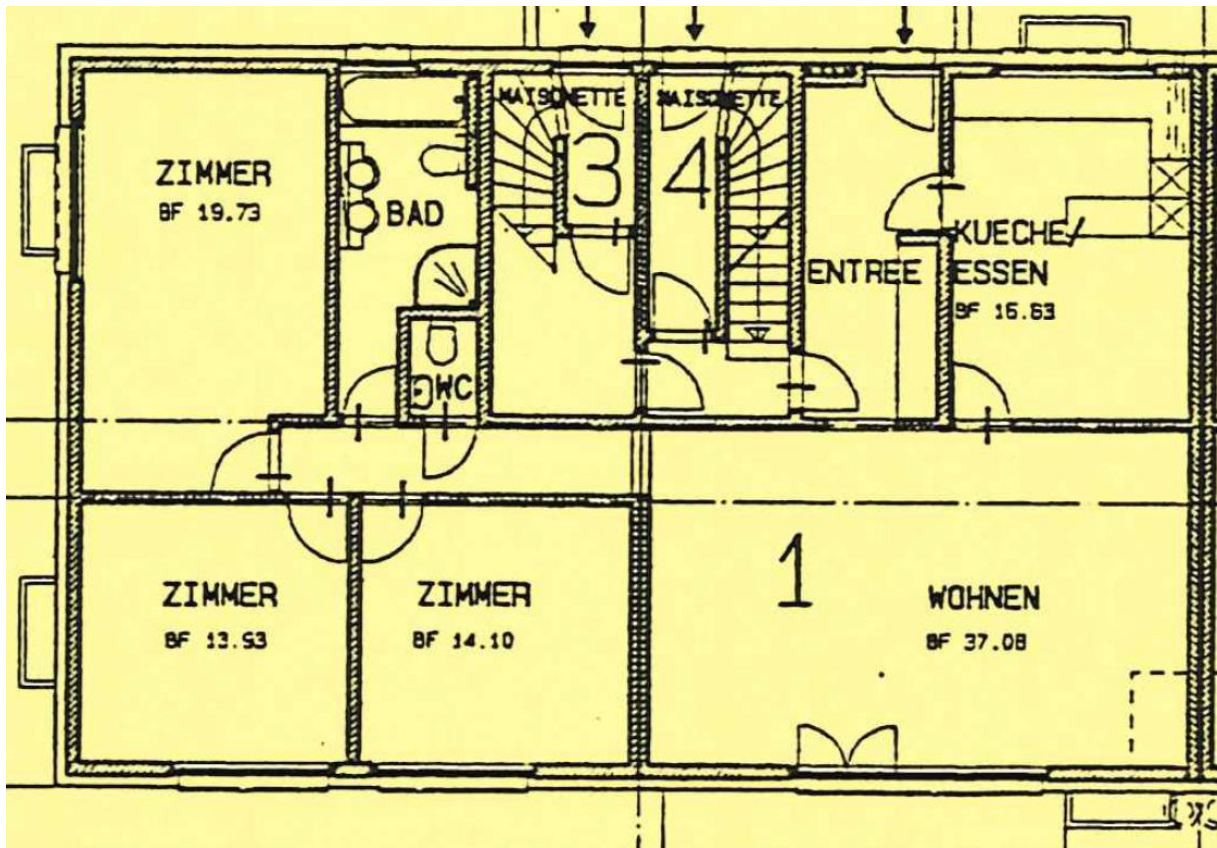 MAISONETTE
MAISONETTE
3
4
ZIMMER
BF 19.73
BAD
KUECHE/
ENTREE
ESSEN
BF 16.63
WC
1
ZIMMER
BF 13.93
ZIMMER
BF 14.10
WOHNEN
BF 37.08